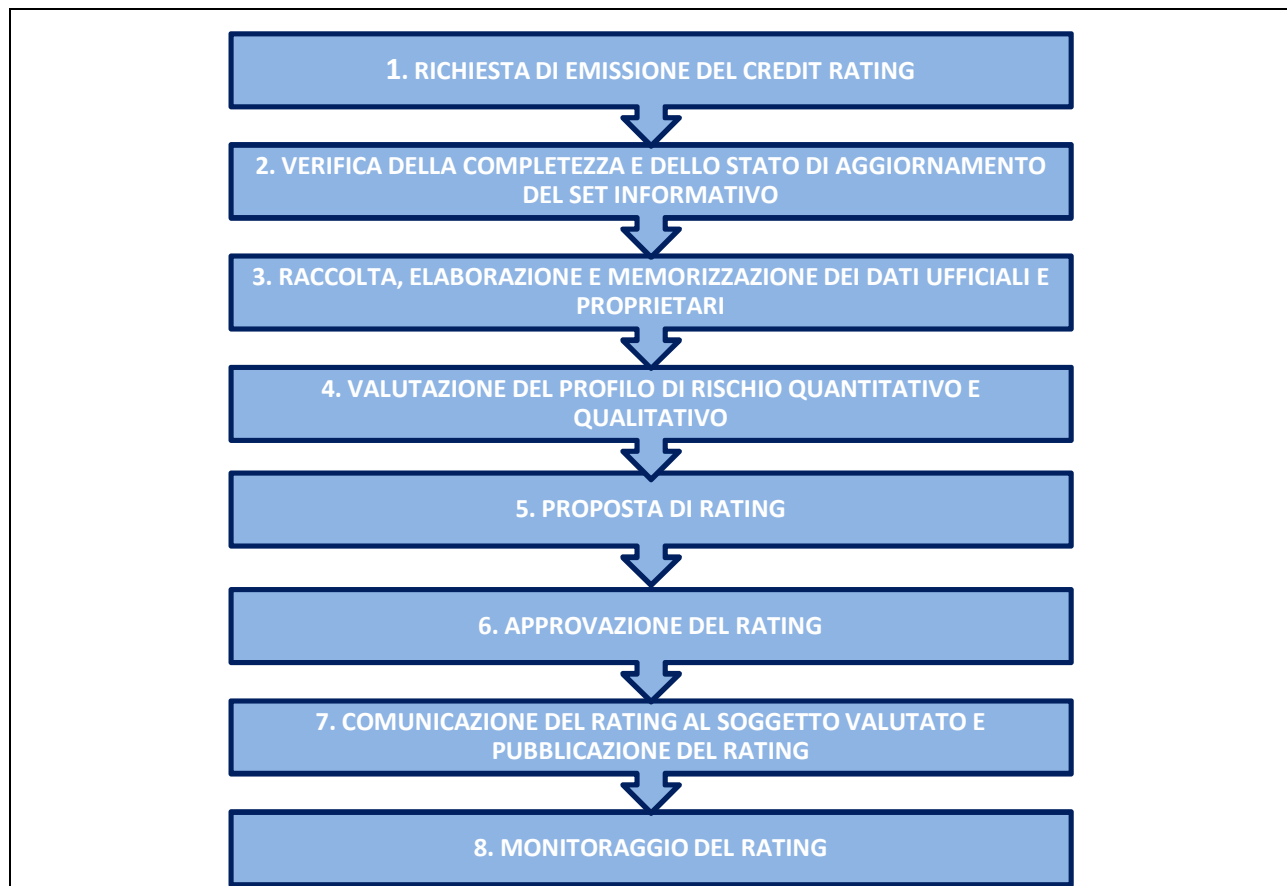 1. RICHIESTA DI EMISSIONE DEL CREDIT RATING
2. VERIFICA DELLA COMPLETEZZA E DELLO STATO DI AGGIORNAMENTO
DEL SET INFORMATIVO
3. RACCOLTA, ELABORAZIONE E MEMORIZZAZIONE DEI DATI UFFICIALI E
PROPRIETARI
4. VALUTAZIONE DEL PROFILO DI RISCHIO QUANTITATIVO E
QUALITATIVO
5. PROPOSTA DI RATING
6. APPROVAZIONE DEL RATING
7. COMUNICAZIONE DEL RATING AL SOGGETTO VALUTATO E
PUBBLICAZIONE DEL RATING
8. MONITORAGGIO DEL RATING